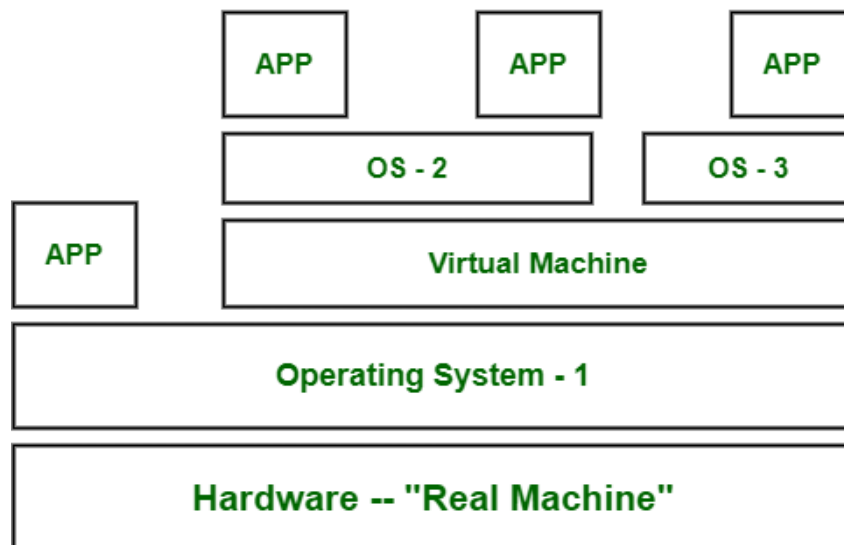 APP
APP
APP
OS - 2
OS - 3
APP
Virtual Machine
Operating System - 1
Hardware -- "Real Machine"